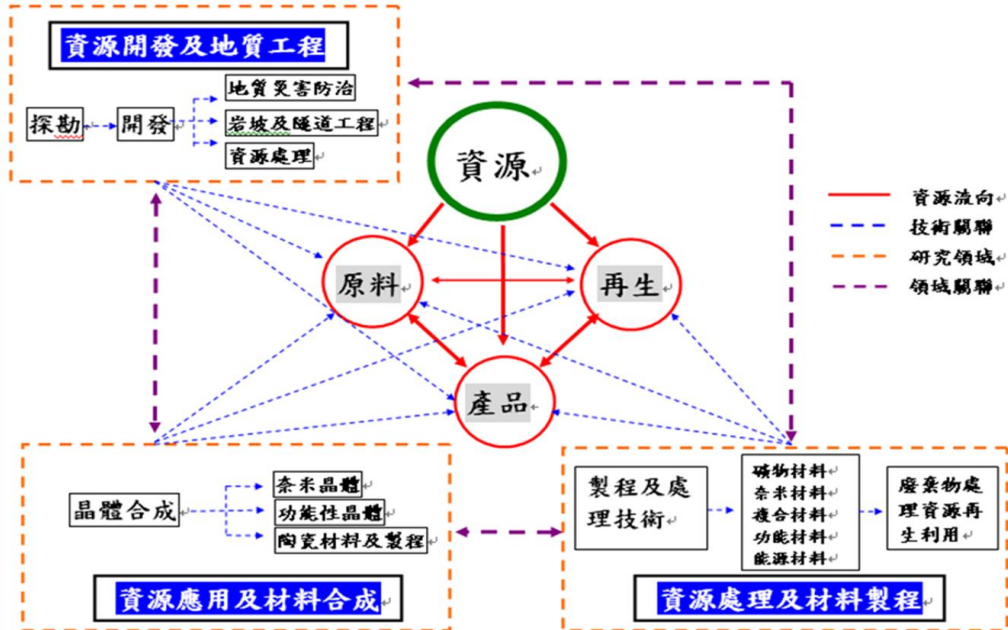 資源開發及地質工程
探勘
開發
地質災害防治
岩坡及隧道工程
資源處理
資源
原料
再生
產品
資源流向
技術關聯
研究領域
領域關聯
晶體合成
奈米晶體
功能性晶體
陶瓷材料及製程
資源應用及材料合成
製程及處
理技術
礦物材料
奈米材料
複合材料
功能材料
能源材料
廢棄物處
理資源再
生利用
資源處理及材料製程